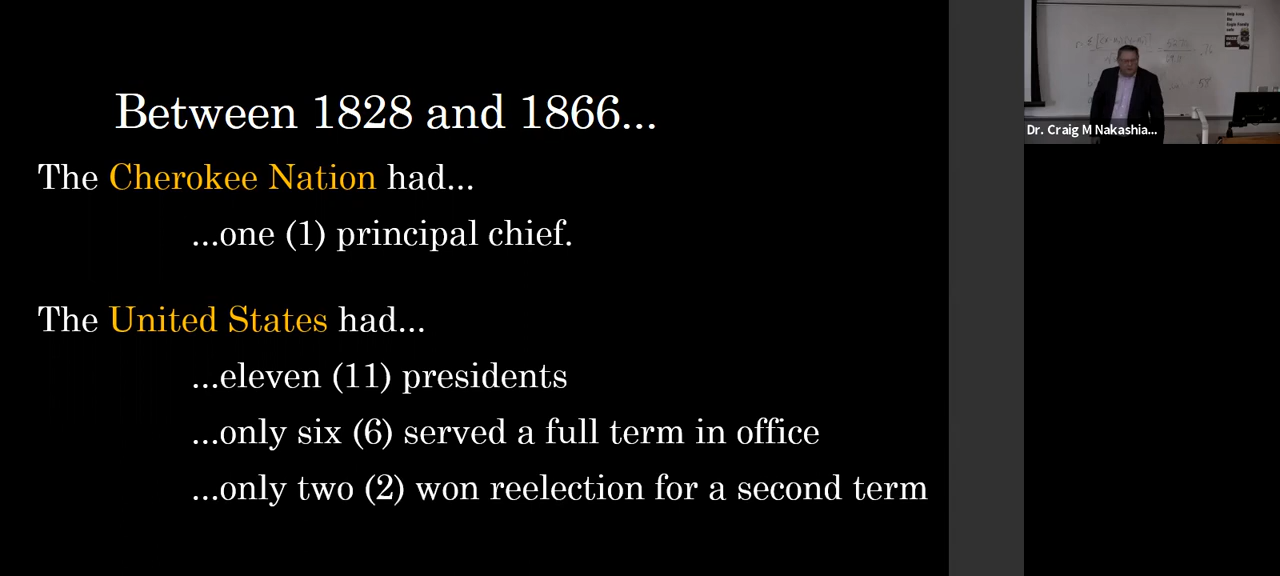 Between 1828 and 1866...
The Cherokee Nation had...
...one (1) principal chief.
The United States had...
...eleven (11) presidents
...only six (6) served a full term in office
...only two (2) won reelection for a second term
Dr. Craig M Nakashia...